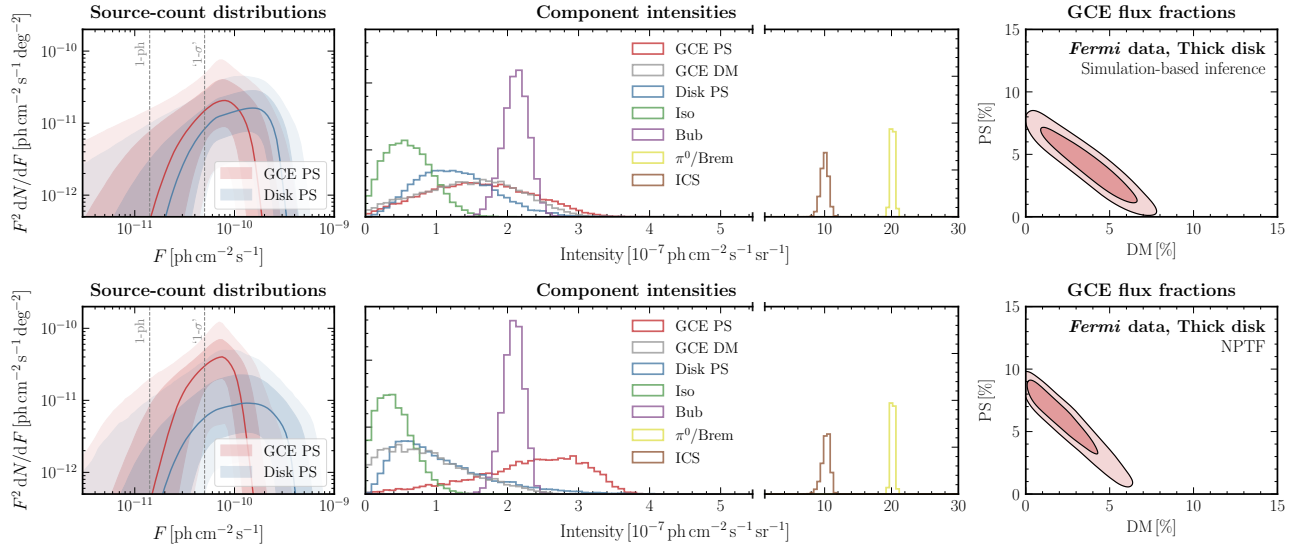 Source-count distributions
Component intensities
GCE flux fractions
F² dN/dF [ph cm⁻² s⁻¹ deg⁻²]
10⁻¹⁰
10⁻¹¹
10⁻¹²
1-ph
'1-σ'
GCE PS
Disk PS
10⁻¹¹ 10⁻¹⁰ 10⁻⁹
F [ph cm⁻² s⁻¹]
GCE PS
GCE DM
Disk PS
Iso
Bub
π⁰/Brem
ICS
0 1 2 3 4 5 10 20 30
Intensity [10⁻⁷ ph cm⁻² s⁻¹ sr⁻¹]
Fermi data, Thick disk
Simulation-based inference
PS [%]
15
10
5
0
0 5 10 15
DM [%]
Source-count distributions
Component intensities
GCE flux fractions
F² dN/dF [ph cm⁻² s⁻¹ deg⁻²]
10⁻¹⁰
10⁻¹¹
10⁻¹²
1-ph
'1-σ'
GCE PS
Disk PS
10⁻¹¹ 10⁻¹⁰ 10⁻⁹
F [ph cm⁻² s⁻¹]
GCE PS
GCE DM
Disk PS
Iso
Bub
π⁰/Brem
ICS
0 1 2 3 4 5 10 20 30
Intensity [10⁻⁷ ph cm⁻² s⁻¹ sr⁻¹]
Fermi data, Thick disk
NPTF
PS [%]
15
10
5
0
0 5 10 15
DM [%]